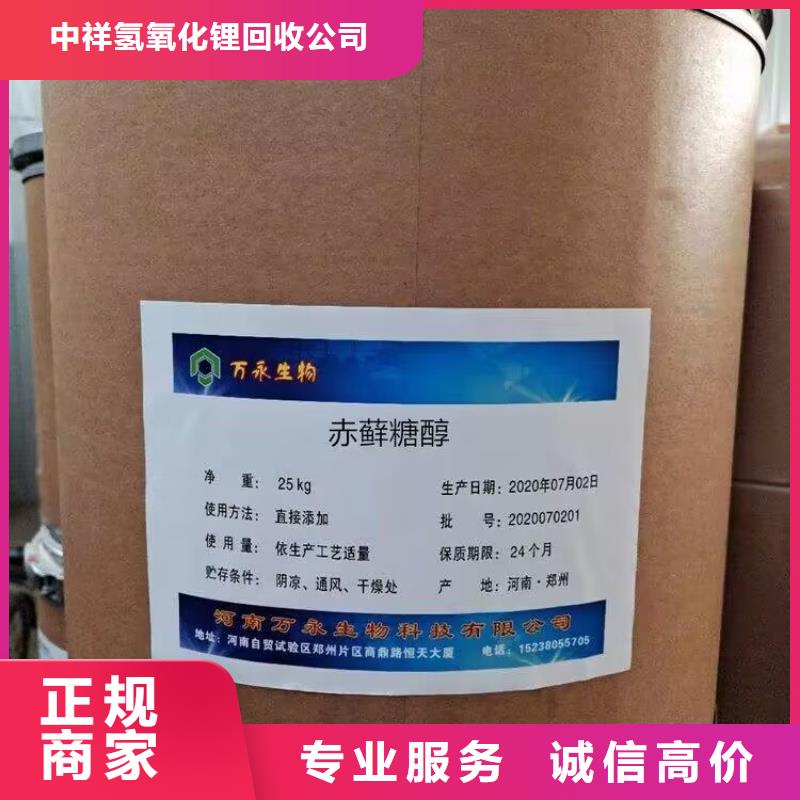 中祥氢氧化锂回收公司
万永生物
赤藓糖醇
净 重： 25kg
生产日期：2020年07月02日
使用方法： 直接添加
批 号：2020070201
使 用 量： 依生产工艺适量
保质期限：24个月
贮存条件： 阴凉、通风、干燥处
产 地：河南·郑州
河南万永生物科技有限公司
地址：河南自贸试验区郑州片区商鼎路恒天大厦 电话：15238055705
正规
商家
专业服务 诚信高价